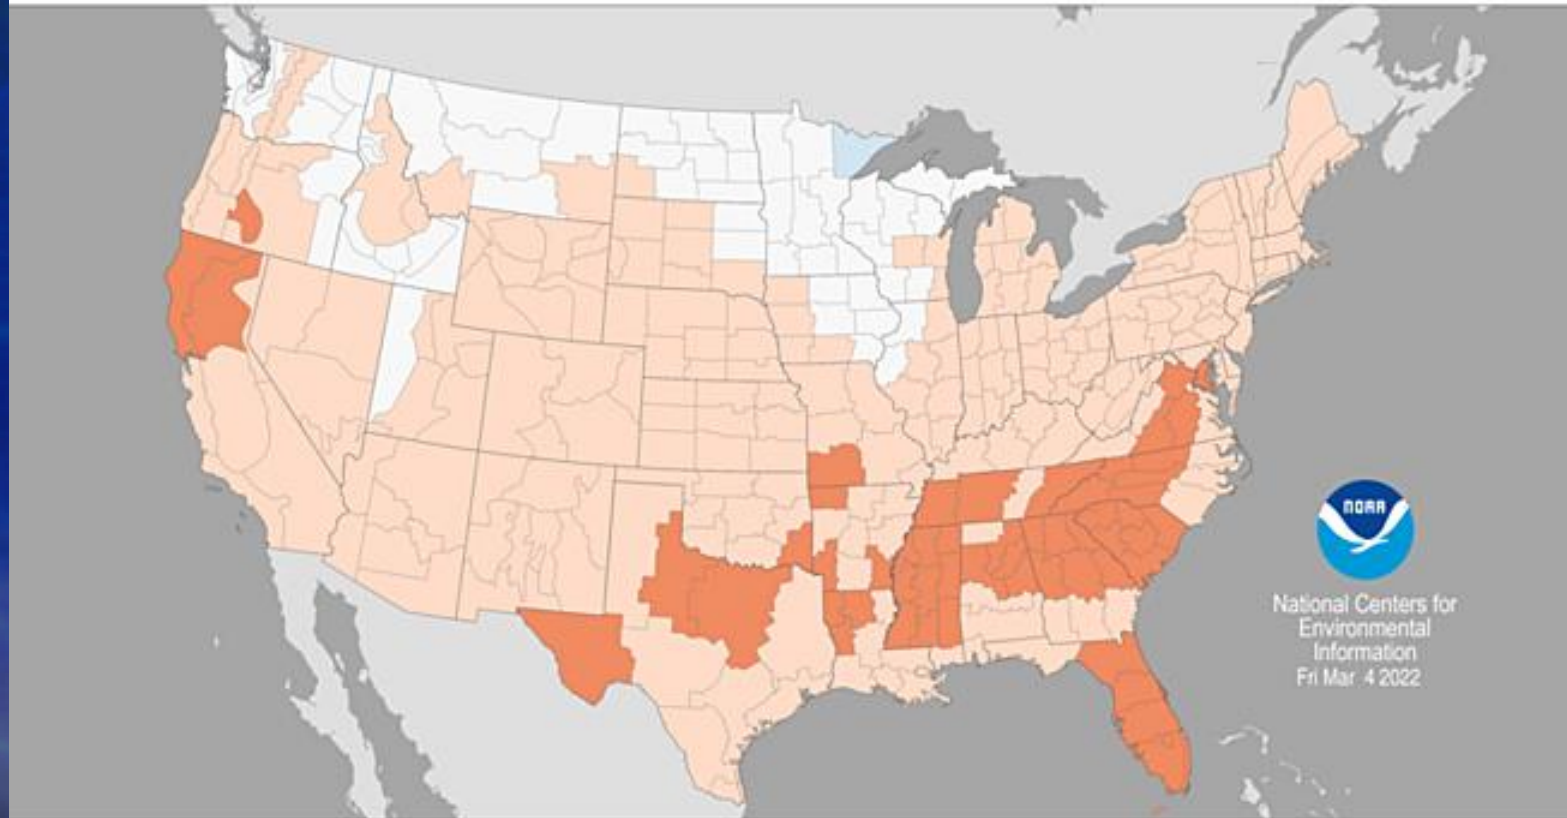 NOAA
National Centers for
Environmental
Information
Fri Mar 4 2022